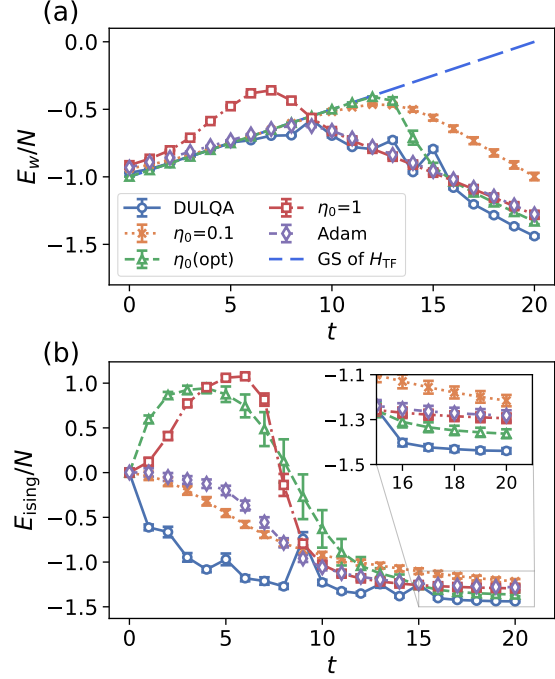 (a)
0.0
−0.5
−1.0
−1.5
E_w/N
DULQA
η₀=0.1
η₀(opt)
η₀=1
Adam
GS of H_TF
0 5 10 15 20
t
(b)
1.0
0.5
0.0
−0.5
−1.0
−1.5
E_ising/N
−1.1
−1.3
−1.5
16 18 20
0 5 10 15 20
t